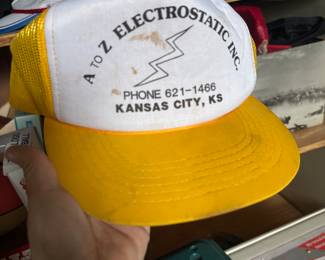 A TO Z ELECTROSTATIC INC.
PHONE 621-1466
KANSAS CITY, KS